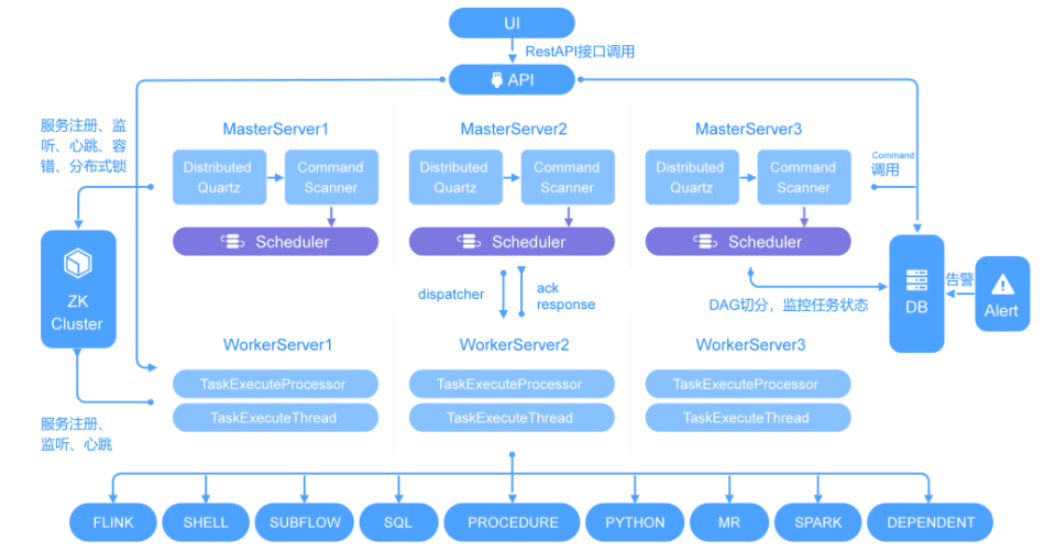 UI
RestAPI接口调用
API
服务注册、监
听、心跳、容
错、分布式锁
MasterServer1
MasterServer2
MasterServer3
Distributed
Quartz
Command
Scanner
Distributed
Quartz
Command
Scanner
Distributed
Quartz
Command
Scanner
Command
调用
Scheduler
Scheduler
Scheduler
ZK
Cluster
dispatcher
ack
response
DAG切分，监控任务状态
DB
告警
Alert
WorkerServer1
WorkerServer2
WorkerServer3
TaskExecuteProcessor
TaskExecuteProcessor
TaskExecuteProcessor
TaskExecuteThread
TaskExecuteThread
TaskExecuteThread
服务注册、
监听、心跳
FLINK
SHELL
SUBFLOW
SQL
PROCEDURE
PYTHON
MR
SPARK
DEPENDENT